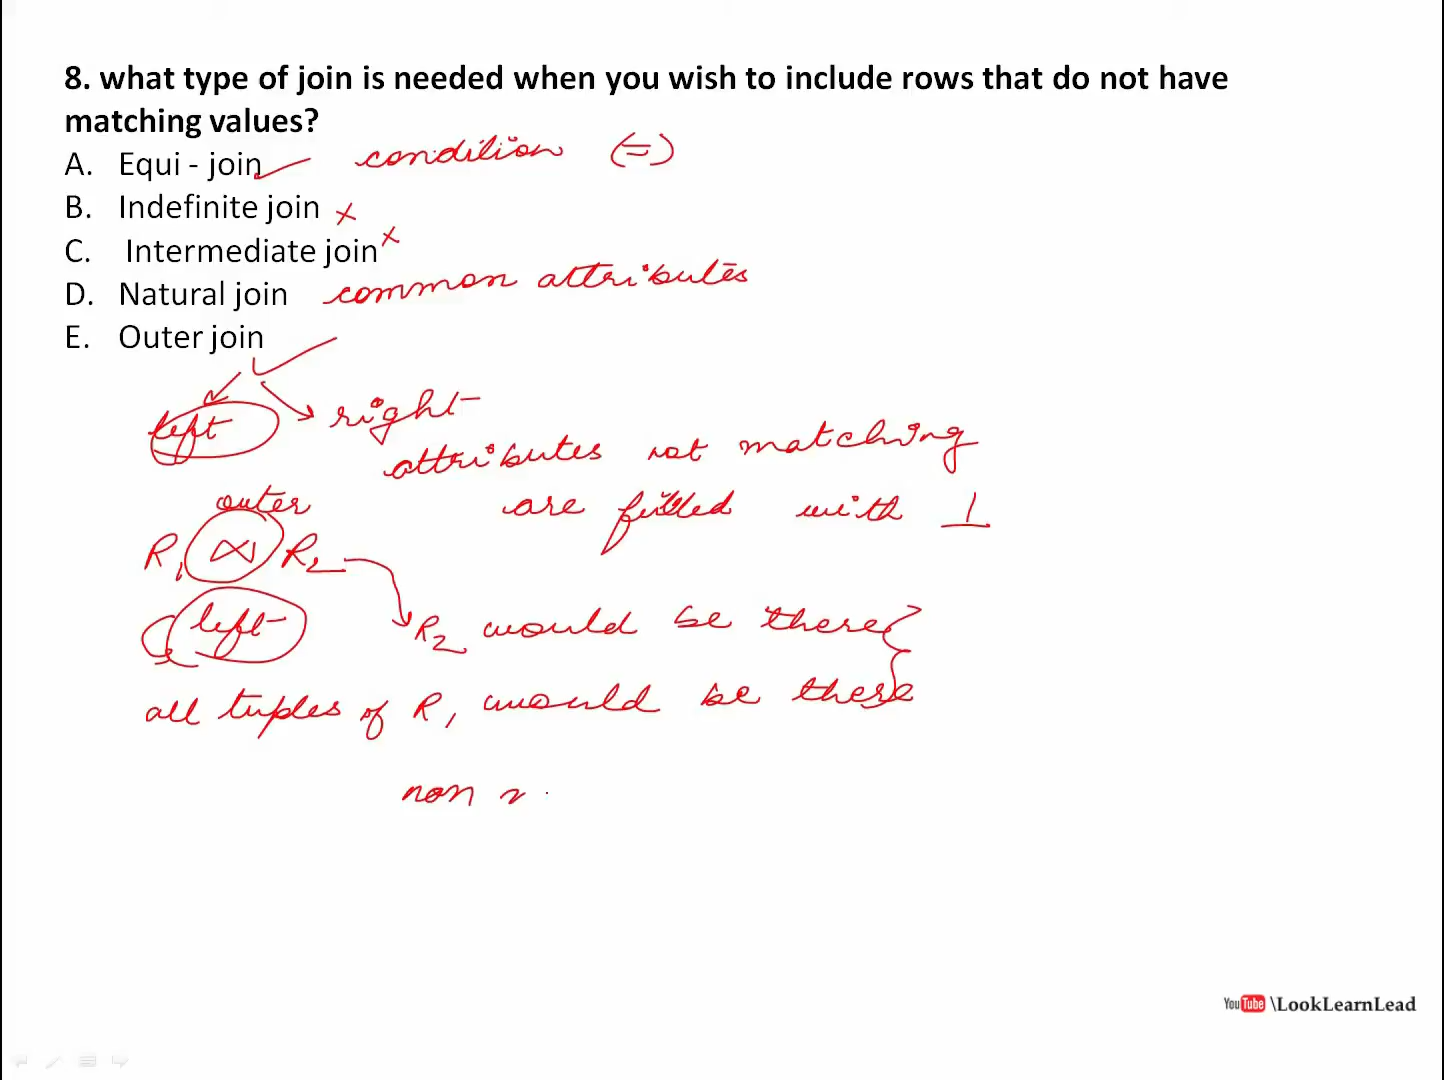 8. what type of join is needed when you wish to include rows that do not have
matching values?
A. Equi - join condition (=)
B. Indefinite join
C. Intermediate join
D. Natural join common attributes
E. Outer join
left right
attributes not matching
are filled with ⊥
outer
R1 ⋈ R2
left R2 would be there
all tuples of R1 would be there
non
YouTube \LookLearnLead